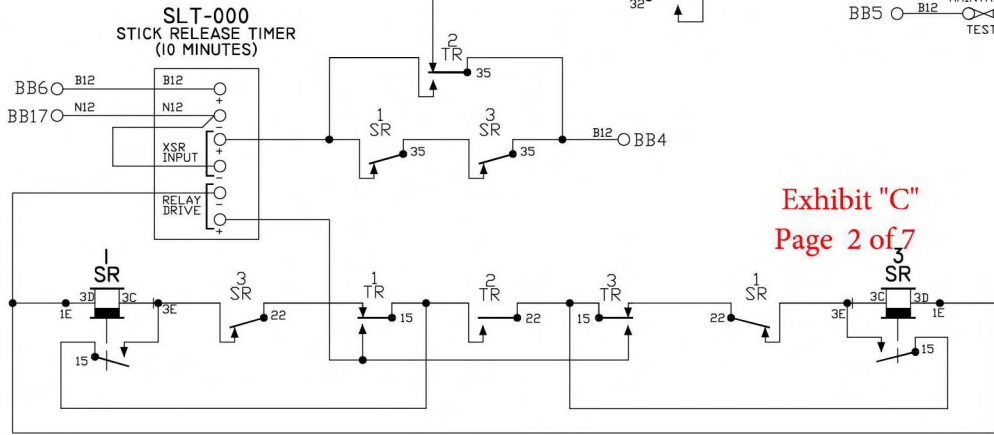 SLT-000
STICK RELEASE TIMER
(10 MINUTES)
32
BB5 B12
TEST
BB6 B12 B12
+
BB17 N12 N12
-
XSR
INPUT
+
-
RELAY
DRIVE
-
+
2
TR
35
1
SR
35
3
SR
35
B12 BB4
Exhibit "C"
Page 2 of 7
1
SR
3D 3C
1E 3E
15
3
SR
22
1
TR
15
2
TR
22
3
TR
15
1
SR
22
3
SR
3C 3D
3E 1E
15